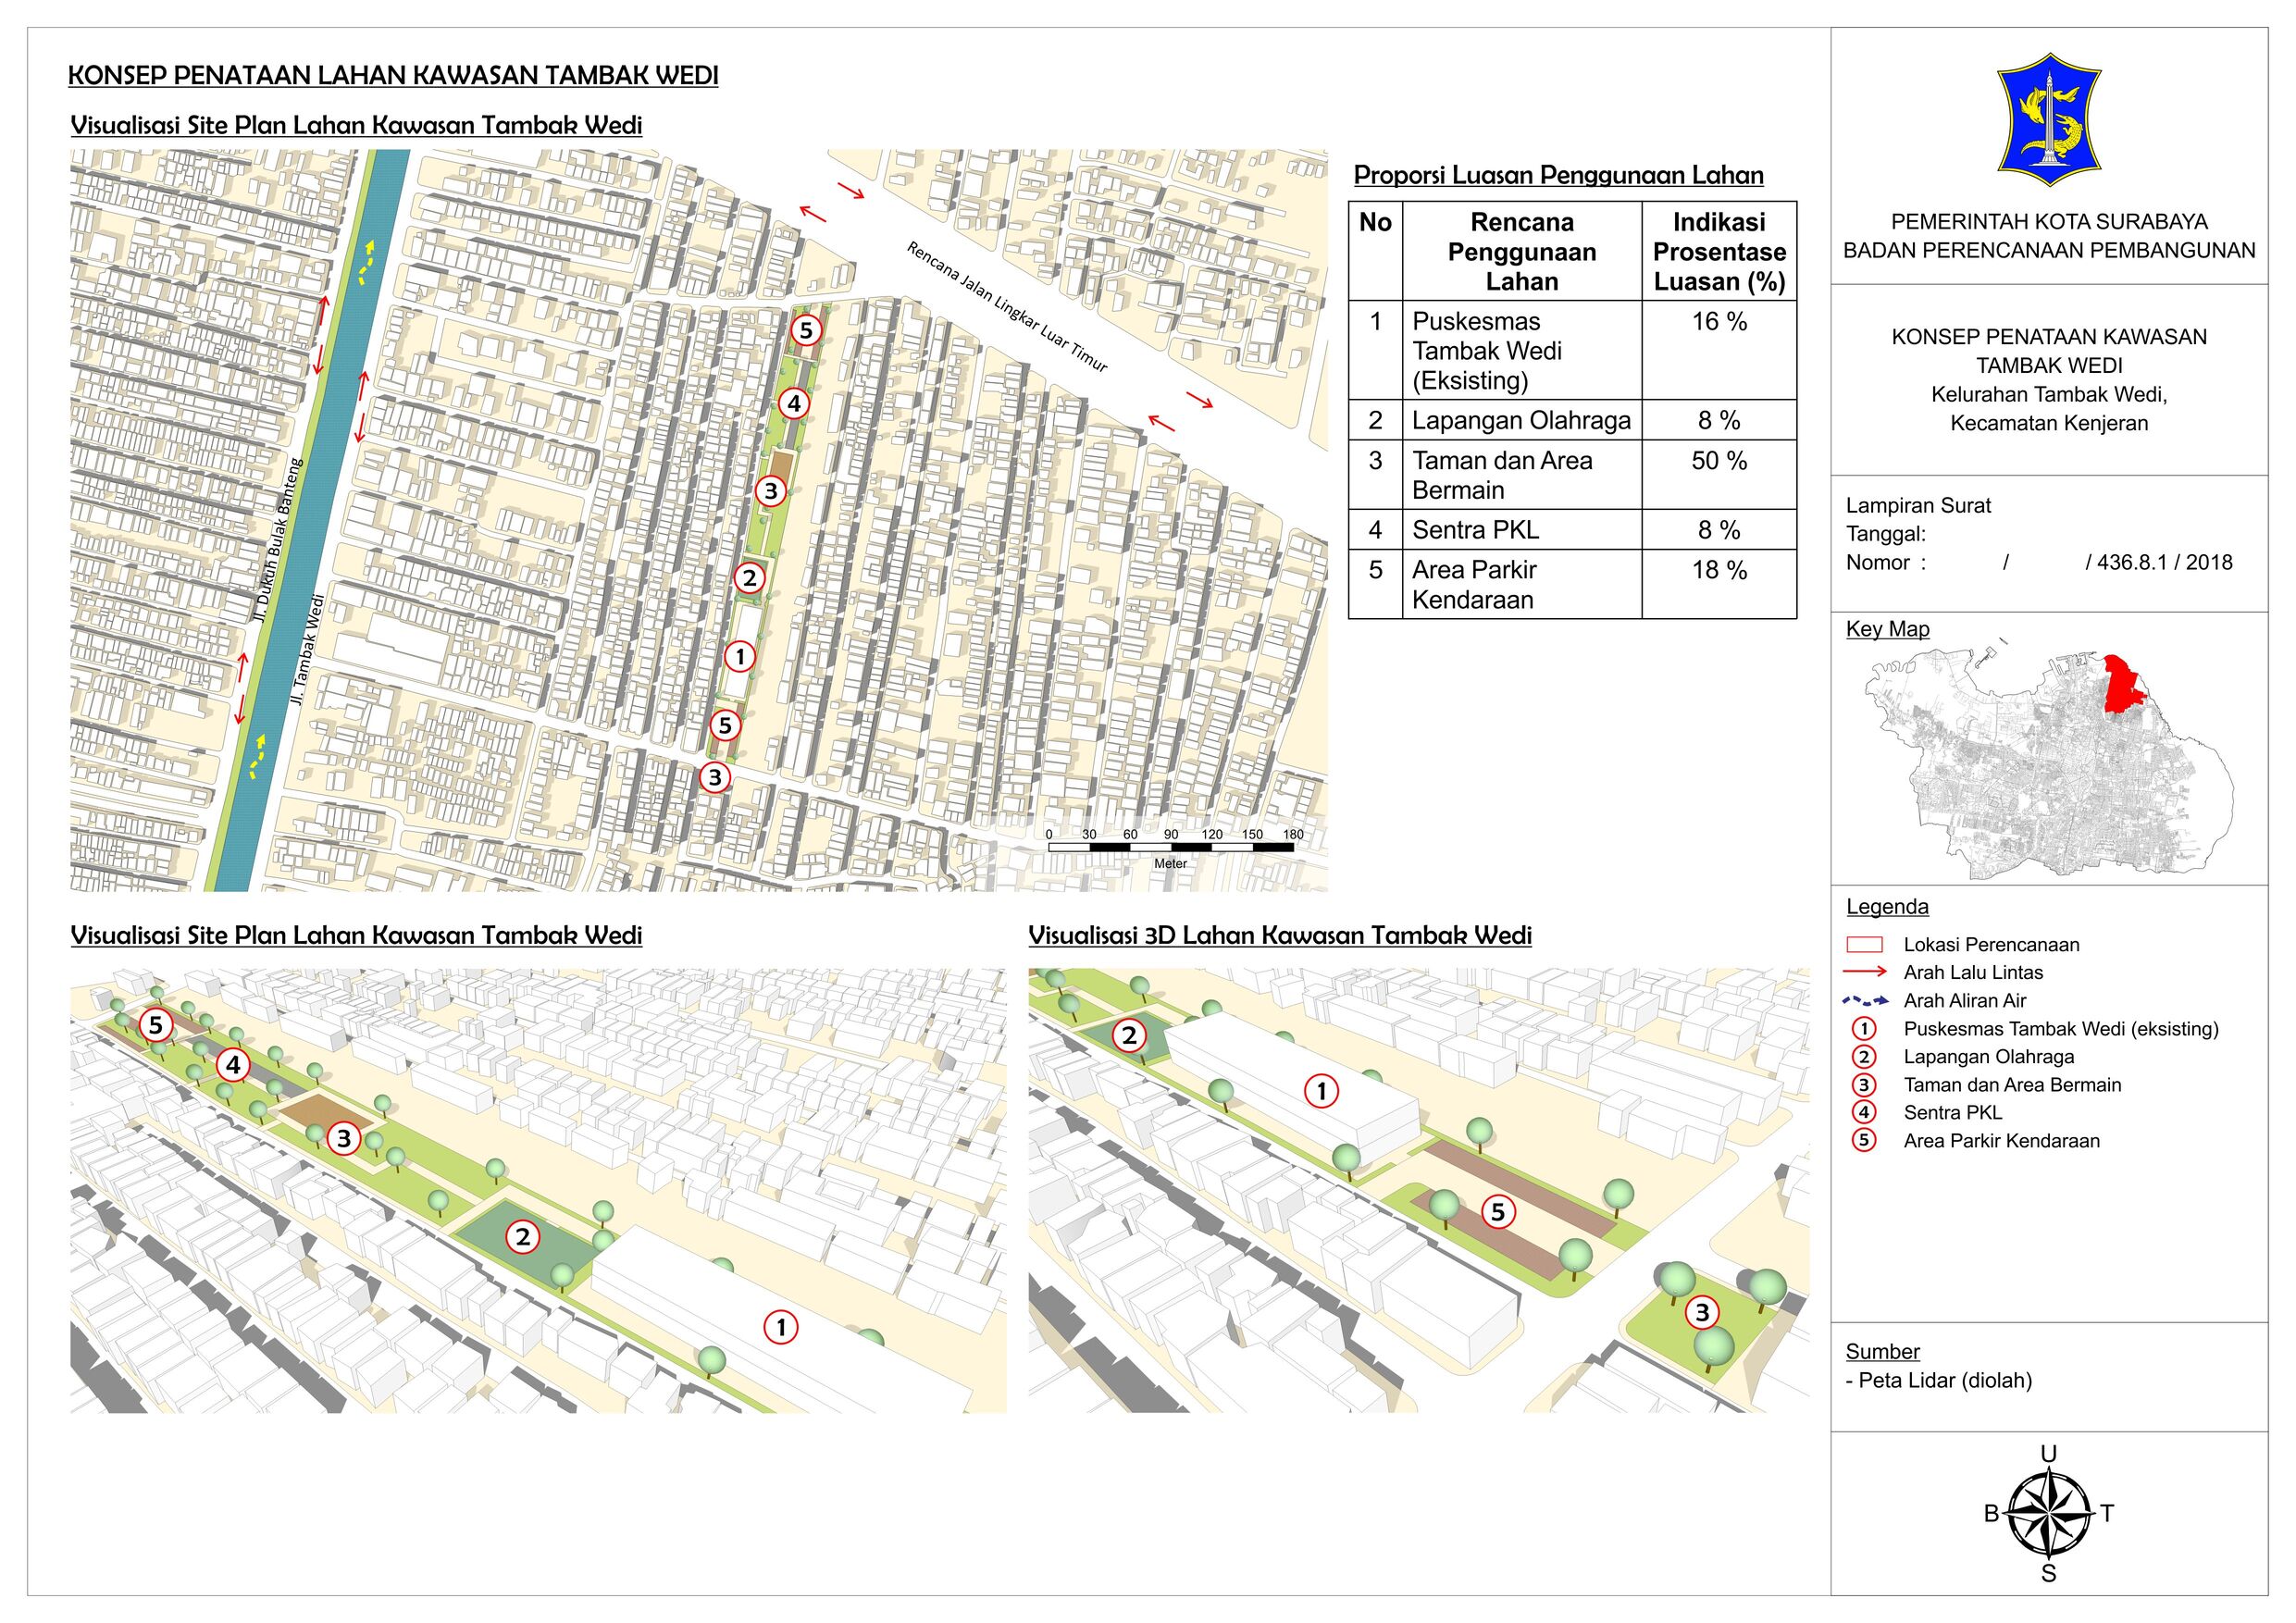 KONSEP PENATAAN LAHAN KAWASAN TAMBAK WEDI
Visualisasi Site Plan Lahan Kawasan Tambak Wedi
Rencana Jalan Lingkar Luar Timur
Jl. Dukuh Bulak Banteng
Jl. Tambak Wedi
5
4
3
2
1
5
3
0 30 60 90 120 150 180
Meter
Proporsi Luasan Penggunaan Lahan
No
Rencana
Penggunaan
Lahan
Indikasi
Prosentase
Luasan (%)
1 Puskesmas 16 %
Tambak Wedi
(Eksisting)
2 Lapangan Olahraga 8 %
3 Taman dan Area 50 %
Bermain
4 Sentra PKL 8 %
5 Area Parkir 18 %
Kendaraan
Visualisasi Site Plan Lahan Kawasan Tambak Wedi
5
4
3
2
1
Visualisasi 3D Lahan Kawasan Tambak Wedi
2
1
5
3
PEMERINTAH KOTA SURABAYA
BADAN PERENCANAAN PEMBANGUNAN
KONSEP PENATAAN KAWASAN
TAMBAK WEDI
Kelurahan Tambak Wedi,
Kecamatan Kenjeran
Lampiran Surat
Tanggal:
Nomor : / / 436.8.1 / 2018
Key Map
Legenda
Lokasi Perencanaan
Arah Lalu Lintas
Arah Aliran Air
1 Puskesmas Tambak Wedi (eksisting)
2 Lapangan Olahraga
3 Taman dan Area Bermain
4 Sentra PKL
5 Area Parkir Kendaraan
Sumber
- Peta Lidar (diolah)
U
B T
S